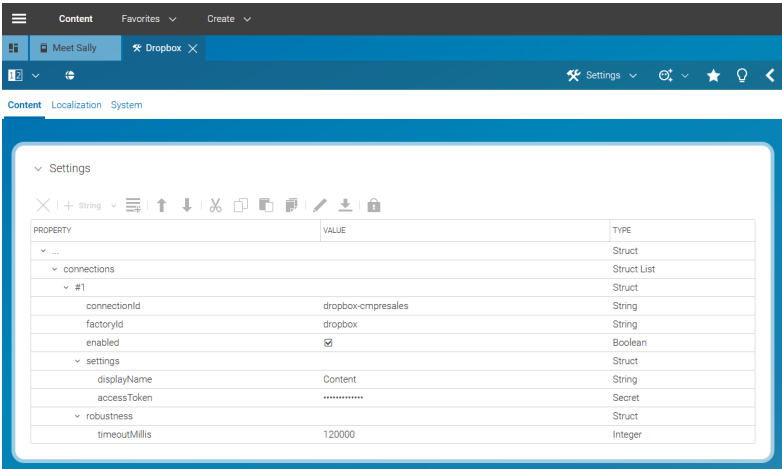 Content Favorites Create
Meet Sally Dropbox
12 Settings
Content Localization System
Settings
String
PROPERTY VALUE TYPE
... Struct
connections Struct List
#1 Struct
connectionId dropbox-cmpresales String
factoryId dropbox String
enabled Boolean
settings Struct
displayName Content String
accessToken ••••••••••••• Secret
robustness Struct
timeoutMillis 120000 Integer